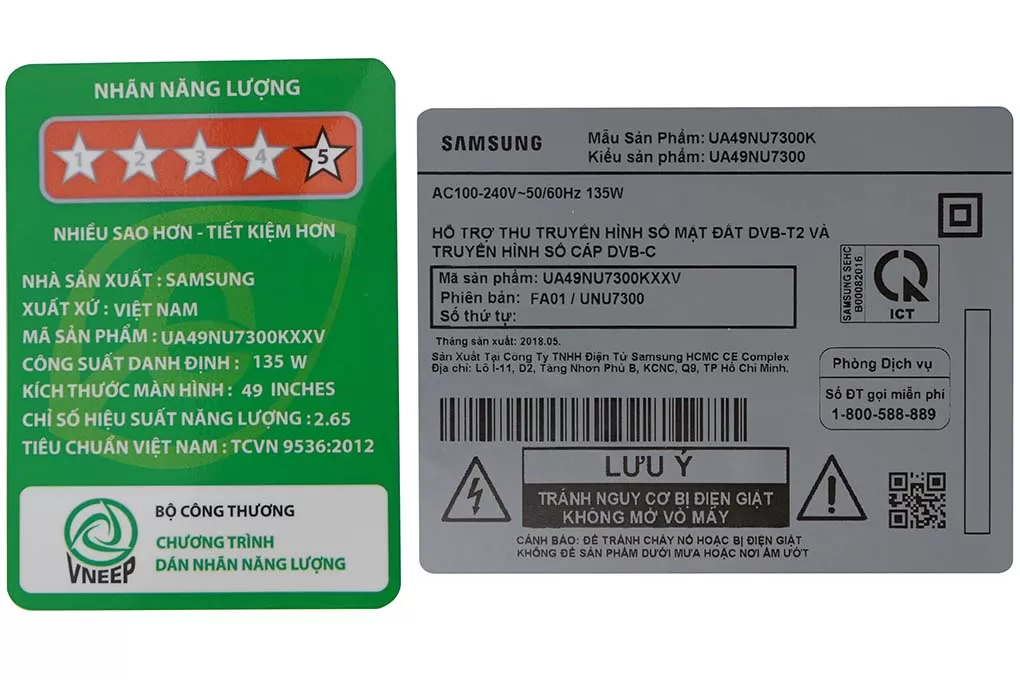 NHÃN NĂNG LƯỢNG
1 2 3 4 5
NHIỀU SAO HƠN - TIẾT KIỆM HƠN
NHÀ SẢN XUẤT : SAMSUNG
XUẤT XỨ : VIỆT NAM
MÃ SẢN PHẨM : UA49NU7300KXXV
CÔNG SUẤT DANH ĐỊNH : 135 W
KÍCH THƯỚC MÀN HÌNH : 49 INCHES
CHỈ SỐ HIỆU SUẤT NĂNG LƯỢNG : 2.65
TIÊU CHUẨN VIỆT NAM : TCVN 9536:2012
VNEEP
BỘ CÔNG THƯƠNG
CHƯƠNG TRÌNH
DÁN NHÃN NĂNG LƯỢNG
SAMSUNG
Mẫu Sản Phẩm: UA49NU7300K
Kiểu sản phẩm: UA49NU7300
AC100-240V~50/60Hz 135W
HỖ TRỢ THU TRUYỀN HÌNH SỐ MẶT ĐẤT DVB-T2 VÀ
TRUYỀN HÌNH SỐ CÁP DVB-C
Mã sản phẩm: UA49NU7300KXXV
Phiên bản: FA01 / UNU7300
Số thứ tự:
SAMSUNG SEHC
B00082016
ICT
Tháng sản xuất: 2018.05.
Sản Xuất Tại Công Ty TNHH Điện Tử Samsung HCMC CE Complex
Địa chỉ: Lô I-11, D2, Tăng Nhơn Phú B, KCNC, Q9, TP Hồ Chí Minh.
Phòng Dịch vụ
Số ĐT gọi miễn phí
1-800-588-889
LƯU Ý
TRÁNH NGUY CƠ BỊ ĐIỆN GIẬT
KHÔNG MỞ VỎ MÁY
CẢNH BÁO: ĐỂ TRÁNH CHÁY NỔ HOẶC BỊ ĐIỆN GIẬT
KHÔNG ĐỂ SẢN PHẨM DƯỚI MƯA HOẶC NƠI ẨM ƯỚT